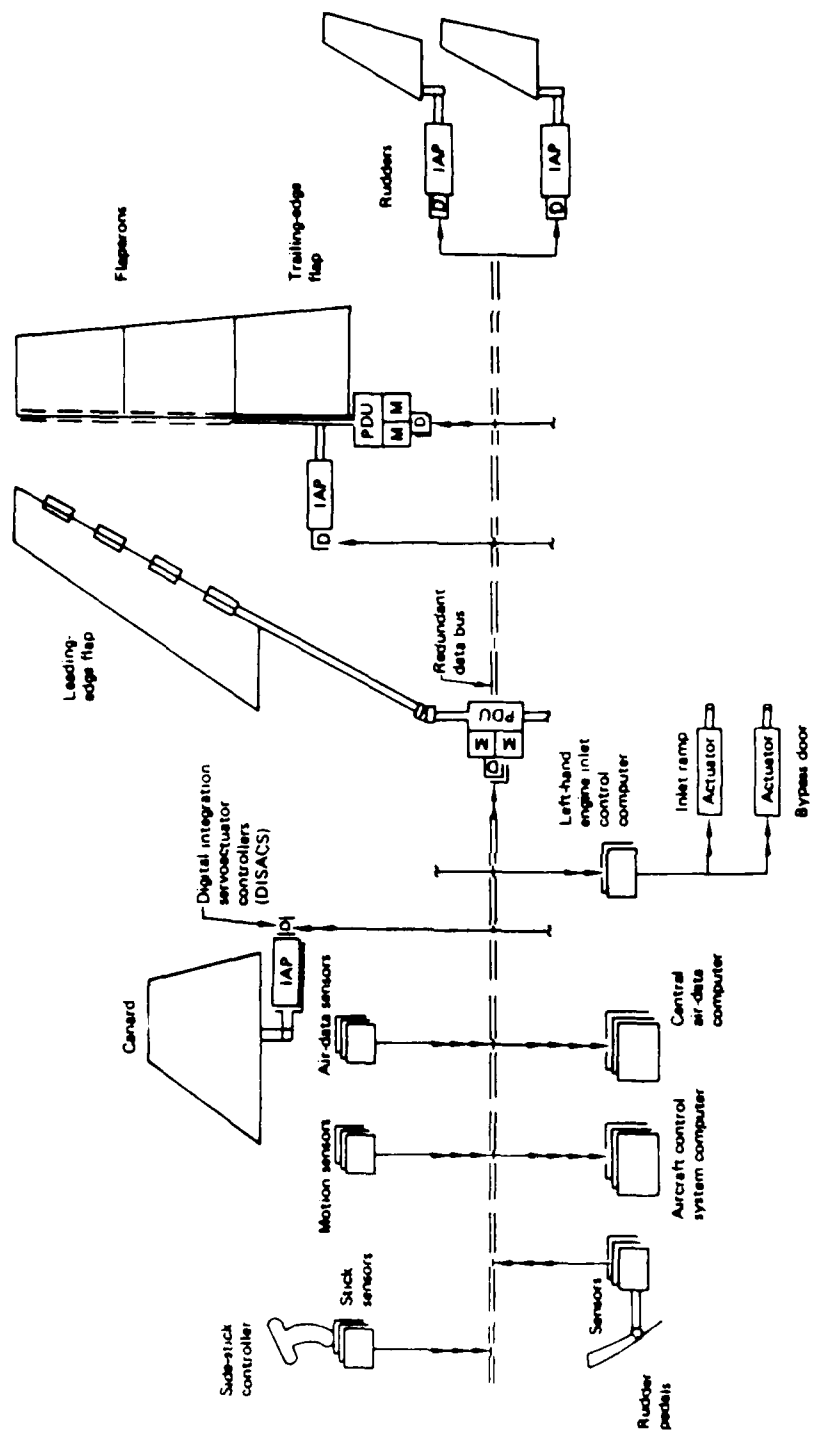 Side-stick
controller
Stick
sensors
Motion sensors
Air-data sensors
Canard
IAP
D
Digital integration
servoactuator
controllers
(DISACS)
Leading-
edge flap
Flaperons
Trailing-edge
flap
IAP
D
PDU
M
M
D
Rudders
D
IAP
D
IAP
Redundant
data bus
D
M
M
PDU
Rudder
pedals
Sensors
Aircraft control
system computer
Central
air-data
computer
Left-hand
engine inlet
control
computer
Inlet ramp
Actuator
Actuator
Bypass door